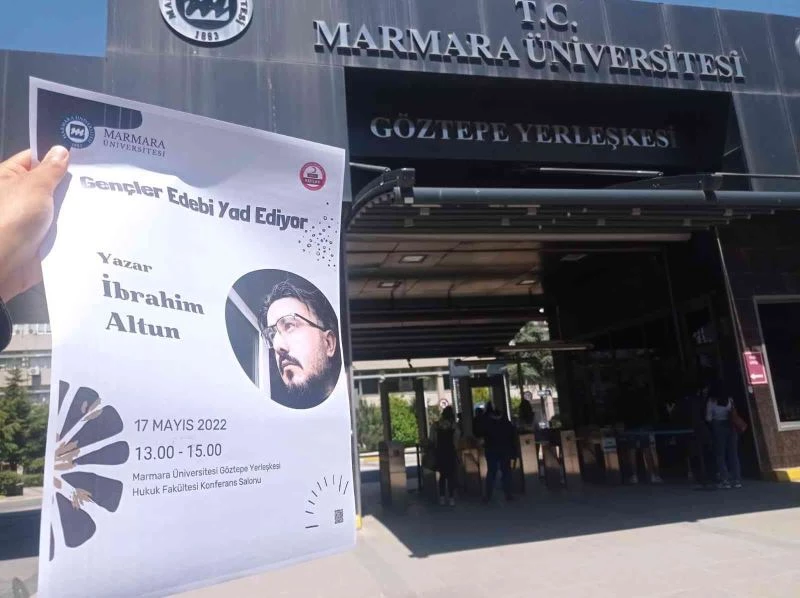 T.C.
MARMARA ÜNİVERSİTESİ
1883
GÖZTEPE YERLEŞKESİ
MARMARA
ÜNİVERSİTESİ
Gençler Edebi Yad Ediyor
Yazar
İbrahim
Altun
17 MAYIS 2022
13.00 - 15.00
Marmara Üniversitesi Göztepe Yerleşkesi
Hukuk Fakültesi Konferans Salonu